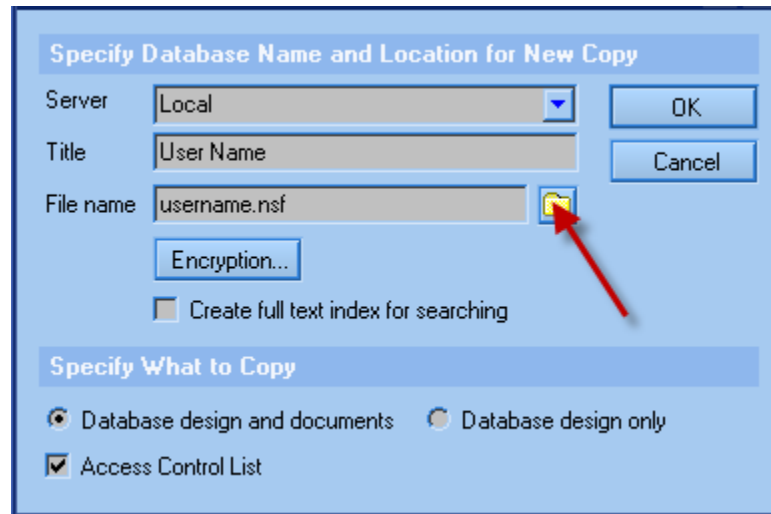 Specify Database Name and Location for New Copy
Server Local OK
Title User Name Cancel
File name username.nsf
Encryption...
Create full text index for searching
Specify What to Copy
Database design and documents Database design only
Access Control List